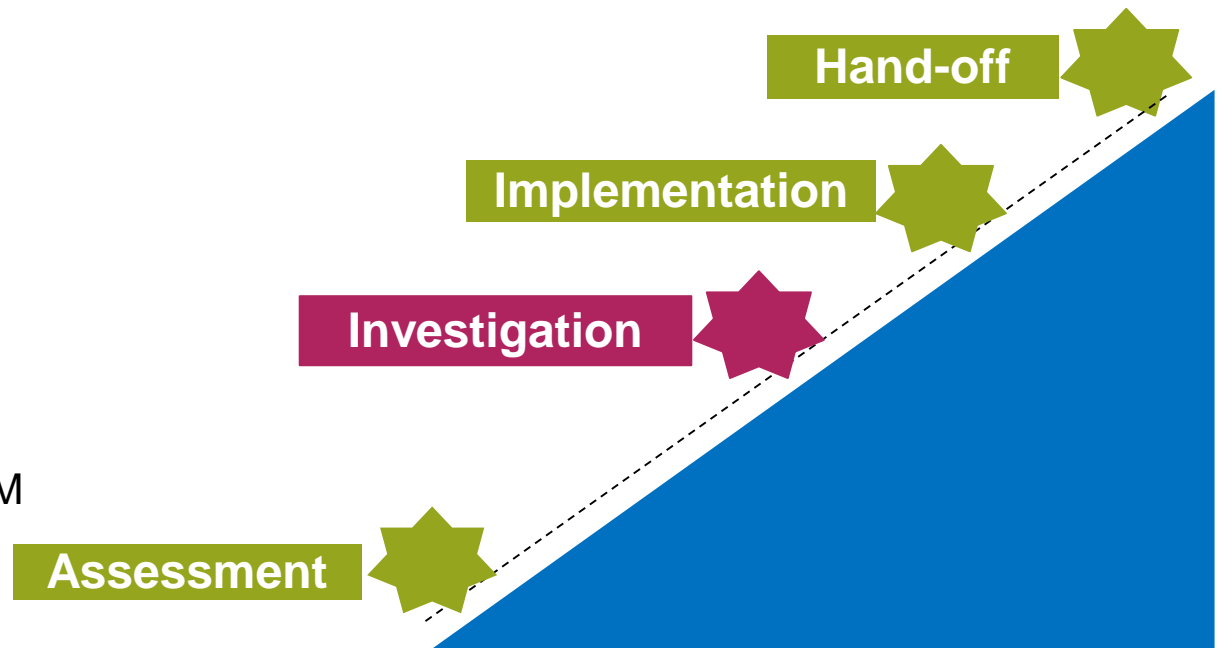 Hand-off
Implementation
Investigation
M
Assessment